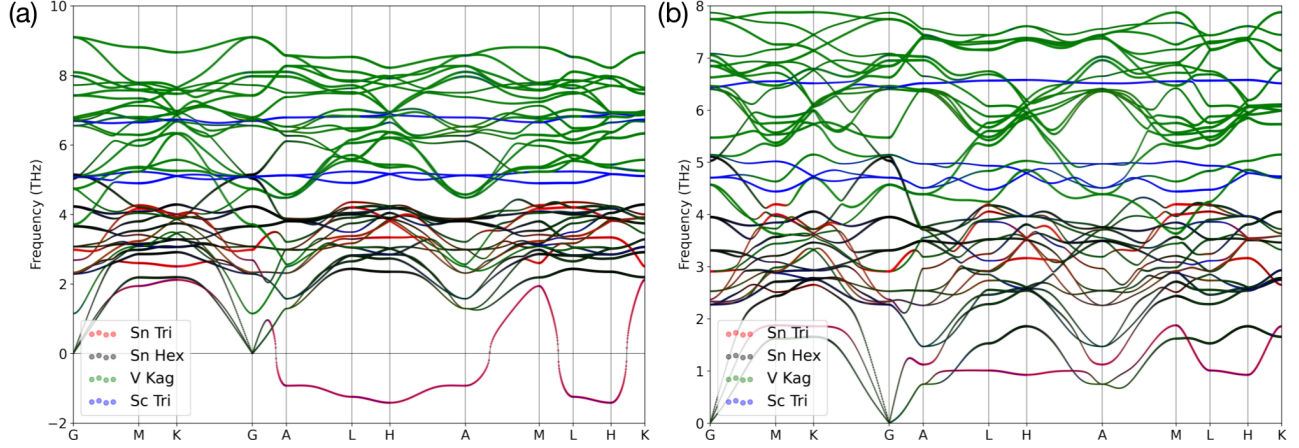 (a)
Frequency (THz)
10
8
6
4
2
0
−2
Sn Tri
Sn Hex
V Kag
Sc Tri
G M K G A L H A M L H K
(b)
Frequency (THz)
8
7
6
5
4
3
2
1
0
Sn Tri
Sn Hex
V Kag
Sc Tri
G M K G A L H A M L H K